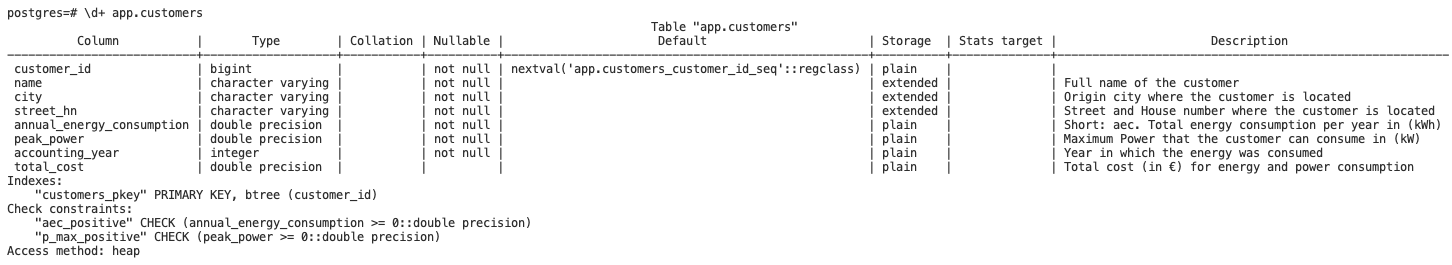 postgres=# \d+ app.customers
Table "app.customers"
Column | Type | Collation | Nullable | Default | Storage | Stats target | Description
customer_id | bigint | | not null | nextval('app.customers_customer_id_seq'::regclass) | plain | |
name | character varying | | not null | | extended | | Full name of the customer
city | character varying | | not null | | extended | | Origin city where the customer is located
street_hn | character varying | | not null | | extended | | Street and House number where the customer is located
annual_energy_consumption | double precision | | not null | | plain | | Short: aec. Total energy consumption per year in (kWh)
peak_power | double precision | | not null | | plain | | Maximum Power that the customer can consume in (kW)
accounting_year | integer | | not null | | plain | | Year in which the energy was consumed
total_cost | double precision | | | | plain | | Total cost (in €) for energy and power consumption
Indexes:
"customers_pkey" PRIMARY KEY, btree (customer_id)
Check constraints:
"aec_positive" CHECK (annual_energy_consumption >= 0::double precision)
"p_max_positive" CHECK (peak_power >= 0::double precision)
Access method: heap